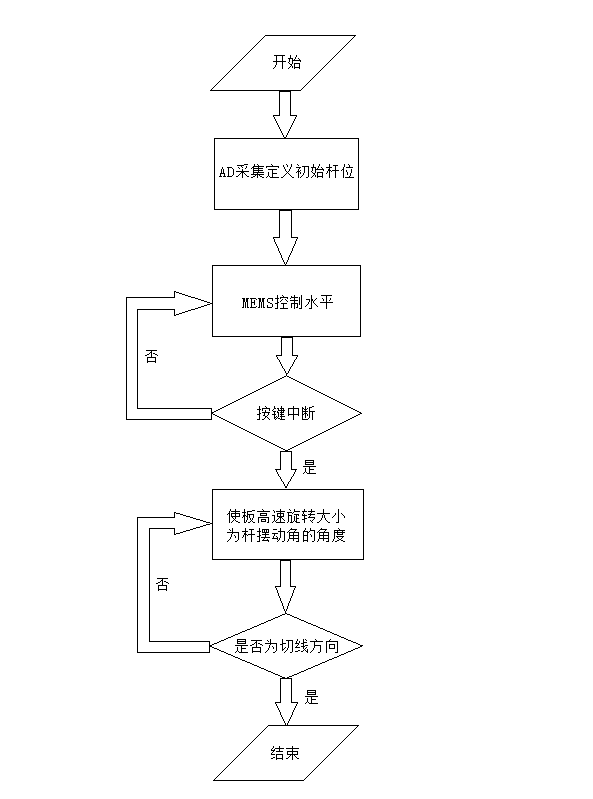 开始
AD采集定义初始杆位
MEMS控制水平
否
按键中断
是
使板高速旋转大小
为杆摆动角的角度
否
是否为切线方向
是
结束